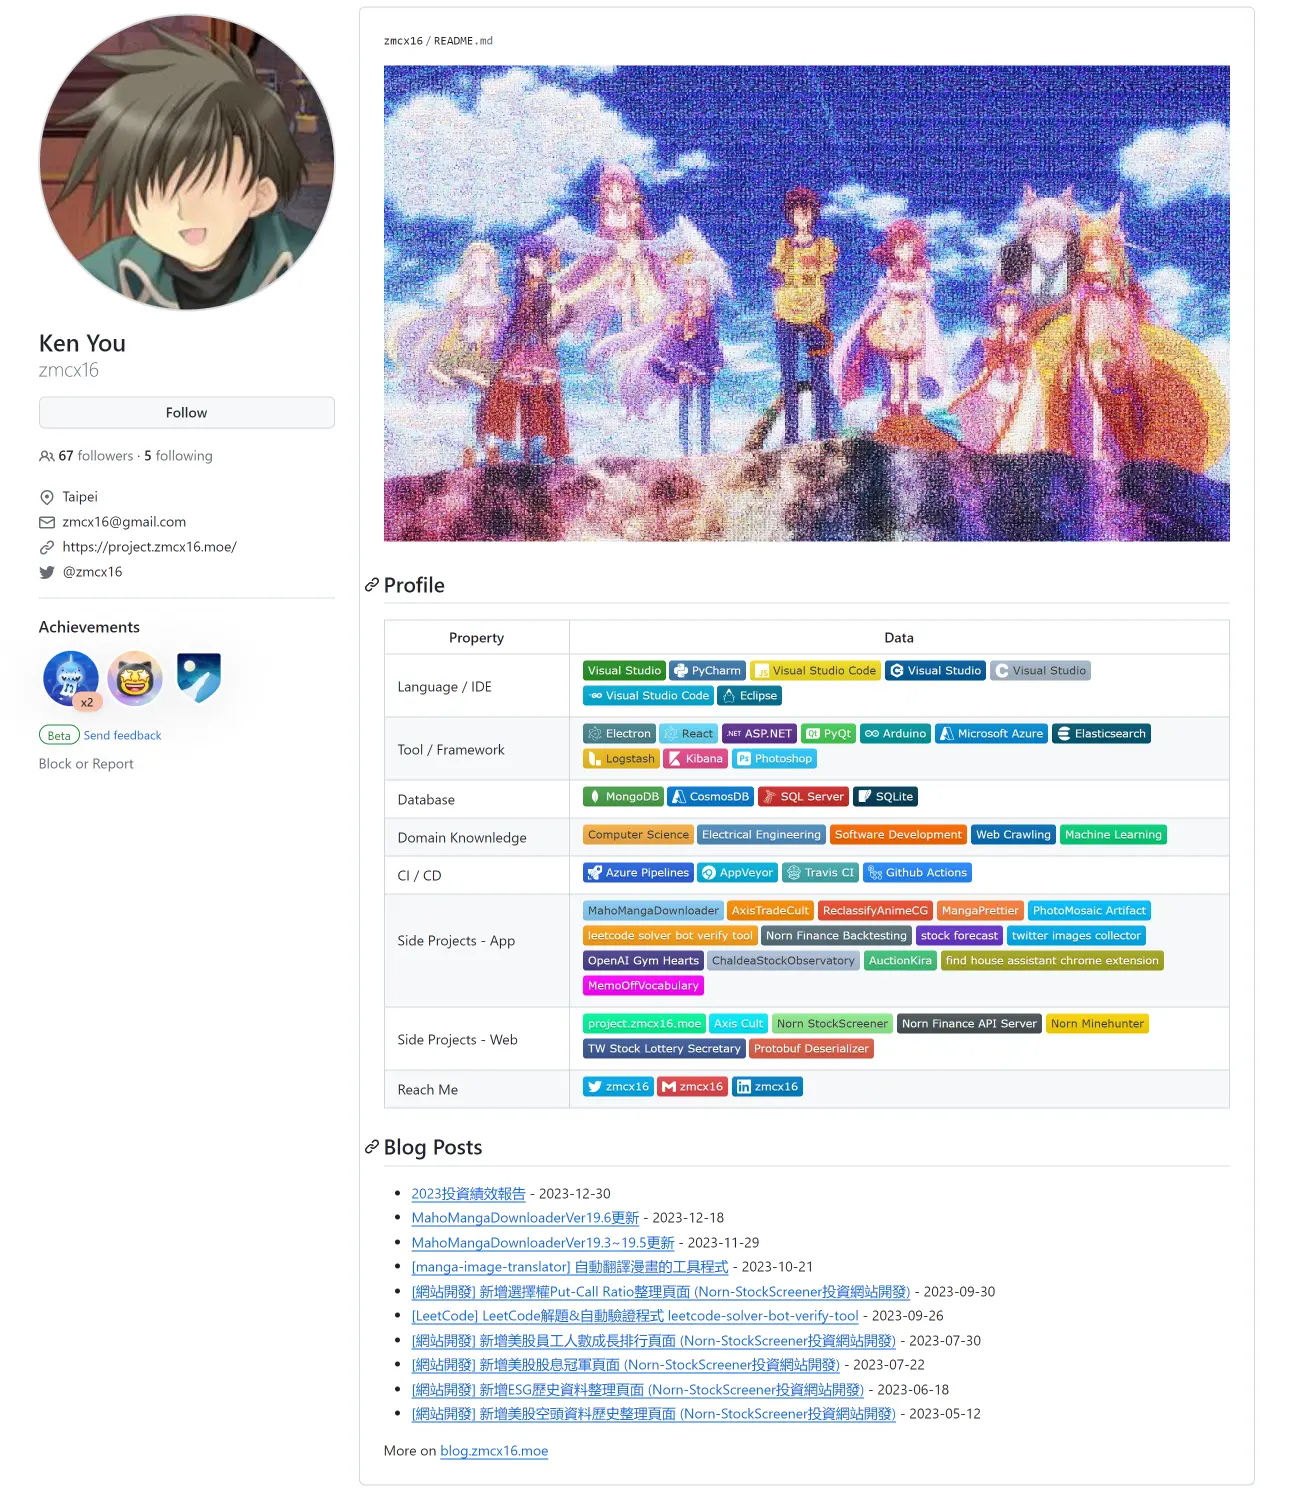 Ken You
zmcx16
Follow
67 followers · 5 following
Taipei
zmcx16@gmail.com
https://project.zmcx16.moe/
@zmcx16
Achievements
x2
Beta Send feedback
Block or Report
zmcx16/README.md
Profile
Property Data
Language / IDE
Visual Studio PyCharm JS Visual Studio Code Visual Studio C Visual Studio
GO Visual Studio Code Eclipse
Tool / Framework
Electron React .NET ASP.NET Qt PyQt Arduino Microsoft Azure Elasticsearch
Logstash Kibana Ps Photoshop
Database
MongoDB CosmosDB SQL Server SQLite
Domain Knownledge
Computer Science Electrical Engineering Software Development Web Crawling Machine Learning
CI / CD
Azure Pipelines AppVeyor Travis CI Github Actions
Side Projects - App
MahoMangaDownloader AxisTradeCult ReclassifyAnimeCG MangaPrettier PhotoMosaic Artifact
leetcode solver bot verify tool Norn Finance Backtesting stock forecast twitter images collector
OpenAI Gym Hearts ChaldeaStockObservatory AuctionKira find house assistant chrome extension
MemoOffVocabulary
Side Projects - Web
project.zmcx16.moe Axis Cult Norn StockScreener Norn Finance API Server Norn Minehunter
TW Stock Lottery Secretary Protobuf Deserializer
Reach Me
zmcx16 zmcx16 in zmcx16
Blog Posts
2023投資績效報告 - 2023-12-30
MahoMangaDownloaderVer19.6更新 - 2023-12-18
MahoMangaDownloaderVer19.3~19.5更新 - 2023-11-29
[manga-image-translator] 自動翻譯漫畫的工具程式 - 2023-10-21
[網站開發] 新增選擇權Put-Call Ratio整理頁面 (Norn-StockScreener投資網站開發) - 2023-09-30
[LeetCode] LeetCode解題&自動驗證程式 leetcode-solver-bot-verify-tool - 2023-09-26
[網站開發] 新增美股員工人數成長排行頁面 (Norn-StockScreener投資網站開發) - 2023-07-30
[網站開發] 新增美股股息冠軍頁面 (Norn-StockScreener投資網站開發) - 2023-07-22
[網站開發] 新增ESG歷史資料整理頁面 (Norn-StockScreener投資網站開發) - 2023-06-18
[網站開發] 新增美股空頭資料歷史整理頁面 (Norn-StockScreener投資網站開發) - 2023-05-12
More on blog.zmcx16.moe